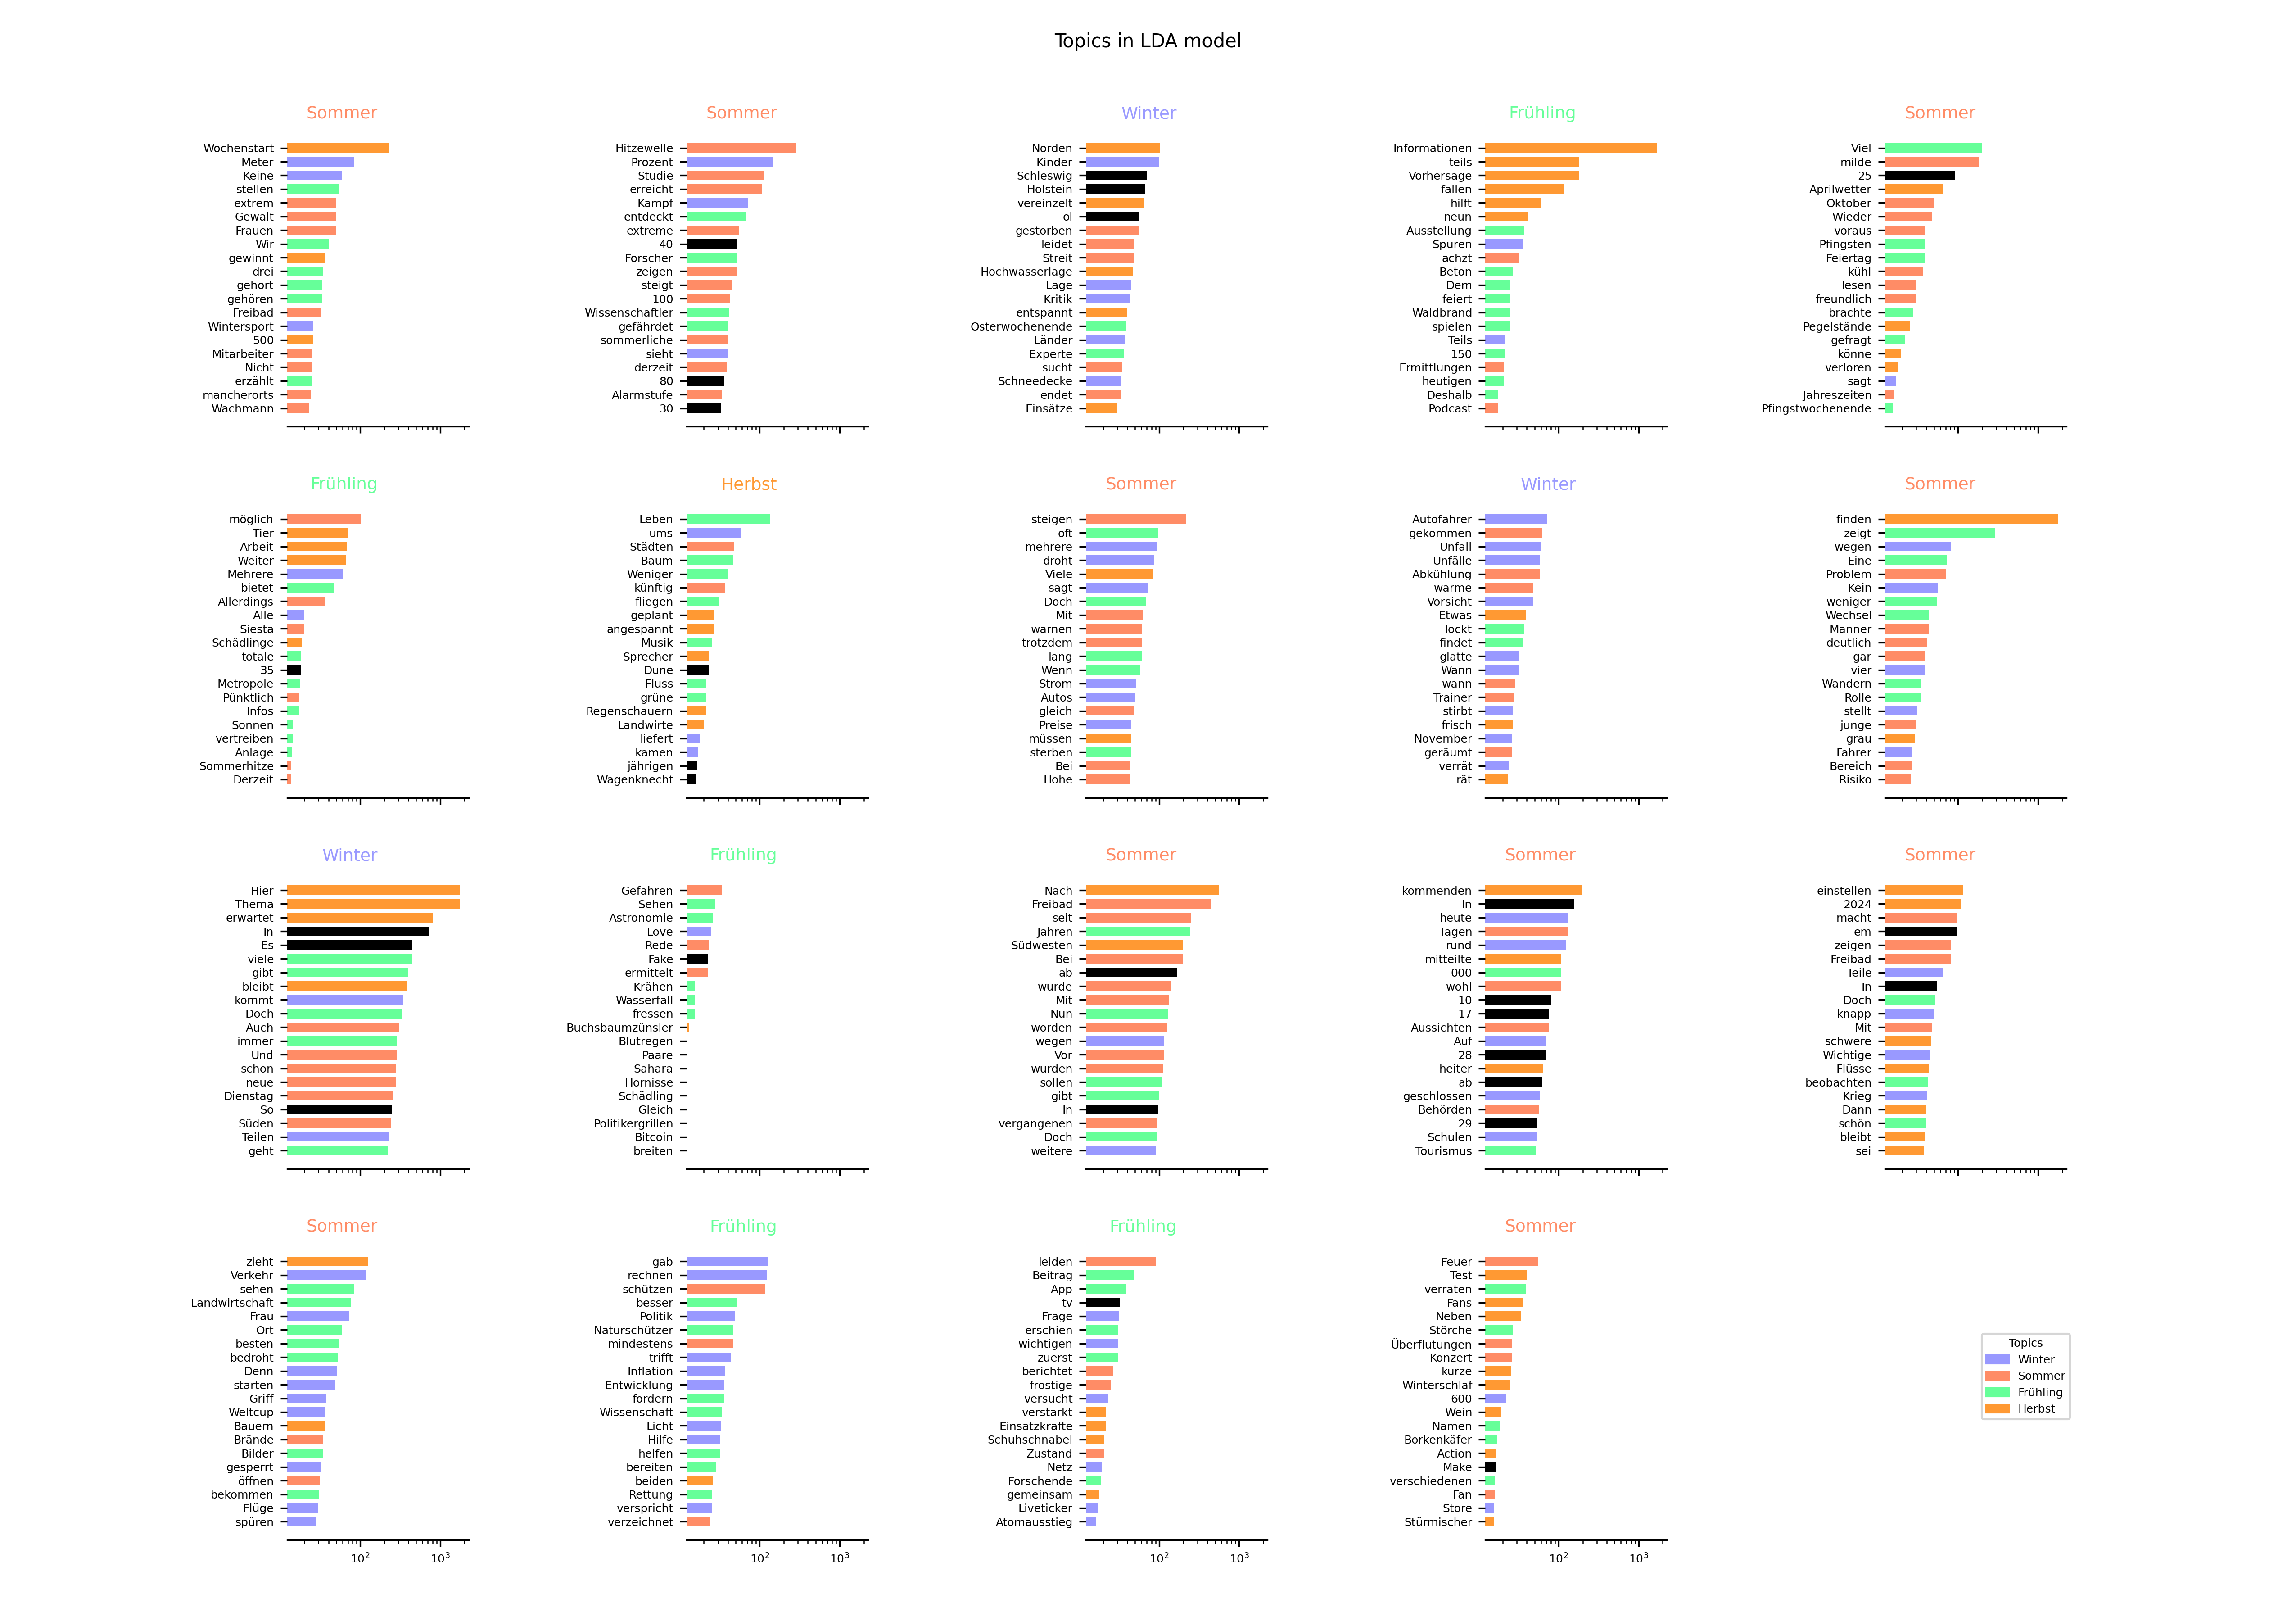 Topics in LDA model
Sommer
Wochenstart
Meter
Keine
stellen
extrem
Gewalt
Frauen
Wir
gewinnt
drei
gehört
gehören
Freibad
Wintersport
500
Mitarbeiter
Nicht
erzählt
mancherorts
Wachmann
Sommer
Hitzewelle
Prozent
Studie
erreicht
Kampf
entdeckt
extreme
40
Forscher
zeigen
steigt
100
Wissenschaftler
gefährdet
sommerliche
sieht
derzeit
80
Alarmstufe
30
Winter
Norden
Kinder
Schleswig
Holstein
vereinzelt
ol
gestorben
leidet
Streit
Hochwasserlage
Lage
Kritik
entspannt
Osterwochenende
Länder
Experte
sucht
Schneedecke
endet
Einsätze
Frühling
Informationen
teils
Vorhersage
fallen
hilft
neun
Ausstellung
Spuren
ächzt
Beton
Dem
feiert
Waldbrand
spielen
Teils
150
Ermittlungen
heutigen
Deshalb
Podcast
Sommer
Viel
milde
25
Aprilwetter
Oktober
Wieder
voraus
Pfingsten
Feiertag
kühl
lesen
freundlich
brachte
Pegelstände
gefragt
könne
verloren
sagt
Jahreszeiten
Pfingstwochenende
Frühling
möglich
Tier
Arbeit
Weiter
Mehrere
bietet
Allerdings
Alle
Siesta
Schädlinge
totale
35
Metropole
Pünktlich
Infos
Sonnen
vertreiben
Anlage
Sommerhitze
Derzeit
Herbst
Leben
ums
Städten
Baum
Weniger
künftig
fliegen
geplant
angespannt
Musik
Sprecher
Dune
Fluss
grüne
Regenschauern
Landwirte
liefert
kamen
jährigen
Wagenknecht
Sommer
steigen
oft
mehrere
droht
Viele
sagt
Doch
Mit
warnen
trotzdem
lang
Wenn
Strom
Autos
gleich
Preise
müssen
sterben
Bei
Hohe
Winter
Autofahrer
gekommen
Unfall
Unfälle
Abkühlung
warme
Vorsicht
Etwas
lockt
findet
glatte
Wann
wann
Trainer
stirbt
frisch
November
geräumt
verrät
rät
Sommer
finden
zeigt
wegen
Eine
Problem
Kein
weniger
Wechsel
Männer
deutlich
gar
vier
Wandern
Rolle
stellt
junge
grau
Fahrer
Bereich
Risiko
Winter
Hier
Thema
erwartet
In
Es
viele
gibt
bleibt
kommt
Doch
Auch
immer
Und
schon
neue
Dienstag
So
Süden
Teilen
geht
Frühling
Gefahren
Sehen
Astronomie
Love
Rede
Fake
ermittelt
Krähen
Wasserfall
fressen
Buchsbaumzünsler
Blutregen
Paare
Sahara
Hornisse
Schädling
Gleich
Politikergrillen
Bitcoin
breiten
Sommer
Nach
Freibad
seit
Jahren
Südwesten
Bei
ab
wurde
Mit
Nun
worden
wegen
Vor
wurden
sollen
gibt
In
vergangenen
Doch
weitere
Sommer
kommenden
In
heute
Tagen
rund
mitteilte
000
wohl
10
17
Aussichten
Auf
28
heiter
ab
geschlossen
Behörden
29
Schulen
Tourismus
Sommer
einstellen
2024
macht
em
zeigen
Freibad
Teile
In
Doch
knapp
Mit
schwere
Wichtige
Flüsse
beobachten
Krieg
Dann
schön
bleibt
sei
Sommer
zieht
Verkehr
sehen
Landwirtschaft
Frau
Ort
besten
bedroht
Denn
starten
Griff
Weltcup
Bauern
Brände
Bilder
gesperrt
öffnen
bekommen
Flüge
spüren
10² 10³
Frühling
gab
rechnen
schützen
besser
Politik
Naturschützer
mindestens
trifft
Inflation
Entwicklung
fordern
Wissenschaft
Licht
Hilfe
helfen
bereiten
beiden
Rettung
verspricht
verzeichnet
10² 10³
Frühling
leiden
Beitrag
App
tv
Frage
erschien
wichtigen
zuerst
berichtet
frostige
versucht
verstärkt
Einsatzkräfte
Schuhschnabel
Zustand
Netz
Forschende
gemeinsam
Liveticker
Atomausstieg
10² 10³
Sommer
Feuer
Test
verraten
Fans
Neben
Störche
Überflutungen
Konzert
kurze
Winterschlaf
600
Wein
Namen
Borkenkäfer
Action
Make
verschiedenen
Fan
Store
Stürmischer
10² 10³
Topics
Winter
Sommer
Frühling
Herbst